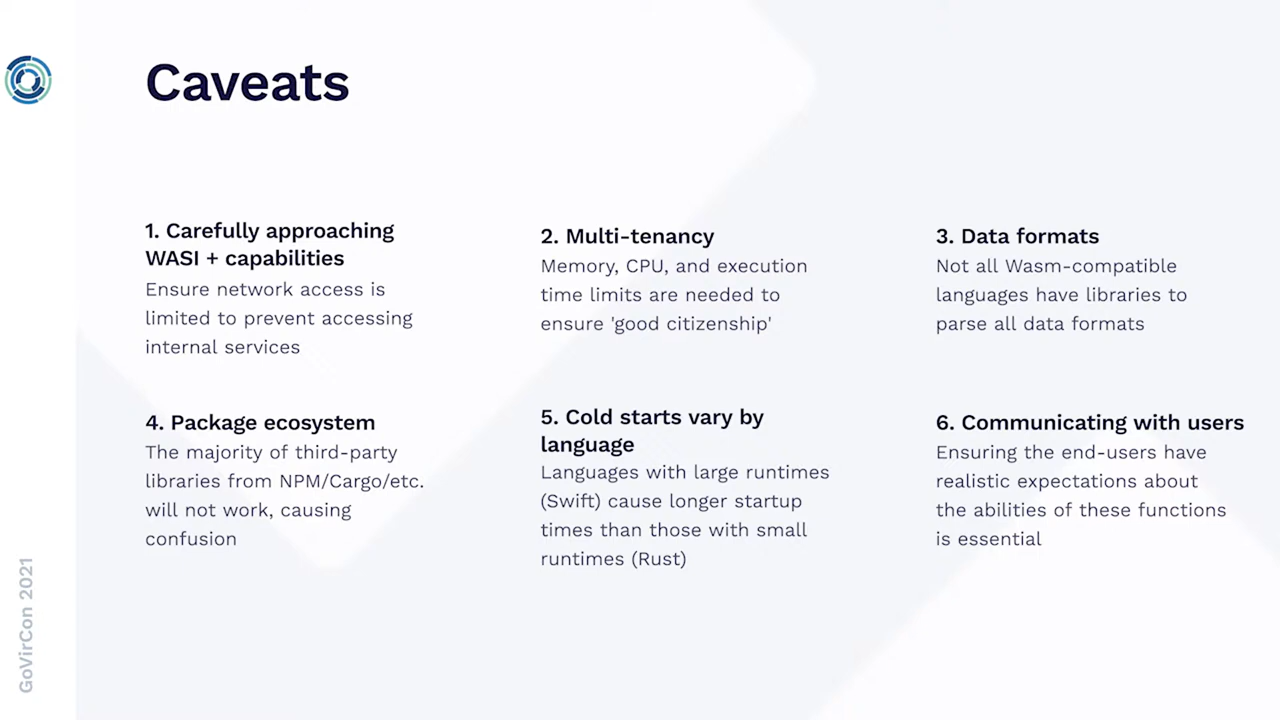 Caveats
1. Carefully approaching
WASI + capabilities
Ensure network access is
limited to prevent accessing
internal services
2. Multi-tenancy
Memory, CPU, and execution
time limits are needed to
ensure 'good citizenship'
3. Data formats
Not all Wasm-compatible
languages have libraries to
parse all data formats
4. Package ecosystem
The majority of third-party
libraries from NPM/Cargo/etc.
will not work, causing
confusion
5. Cold starts vary by
language
Languages with large runtimes
(Swift) cause longer startup
times than those with small
runtimes (Rust)
6. Communicating with users
Ensuring the end-users have
realistic expectations about
the abilities of these functions
is essential
GoVirCon 2021